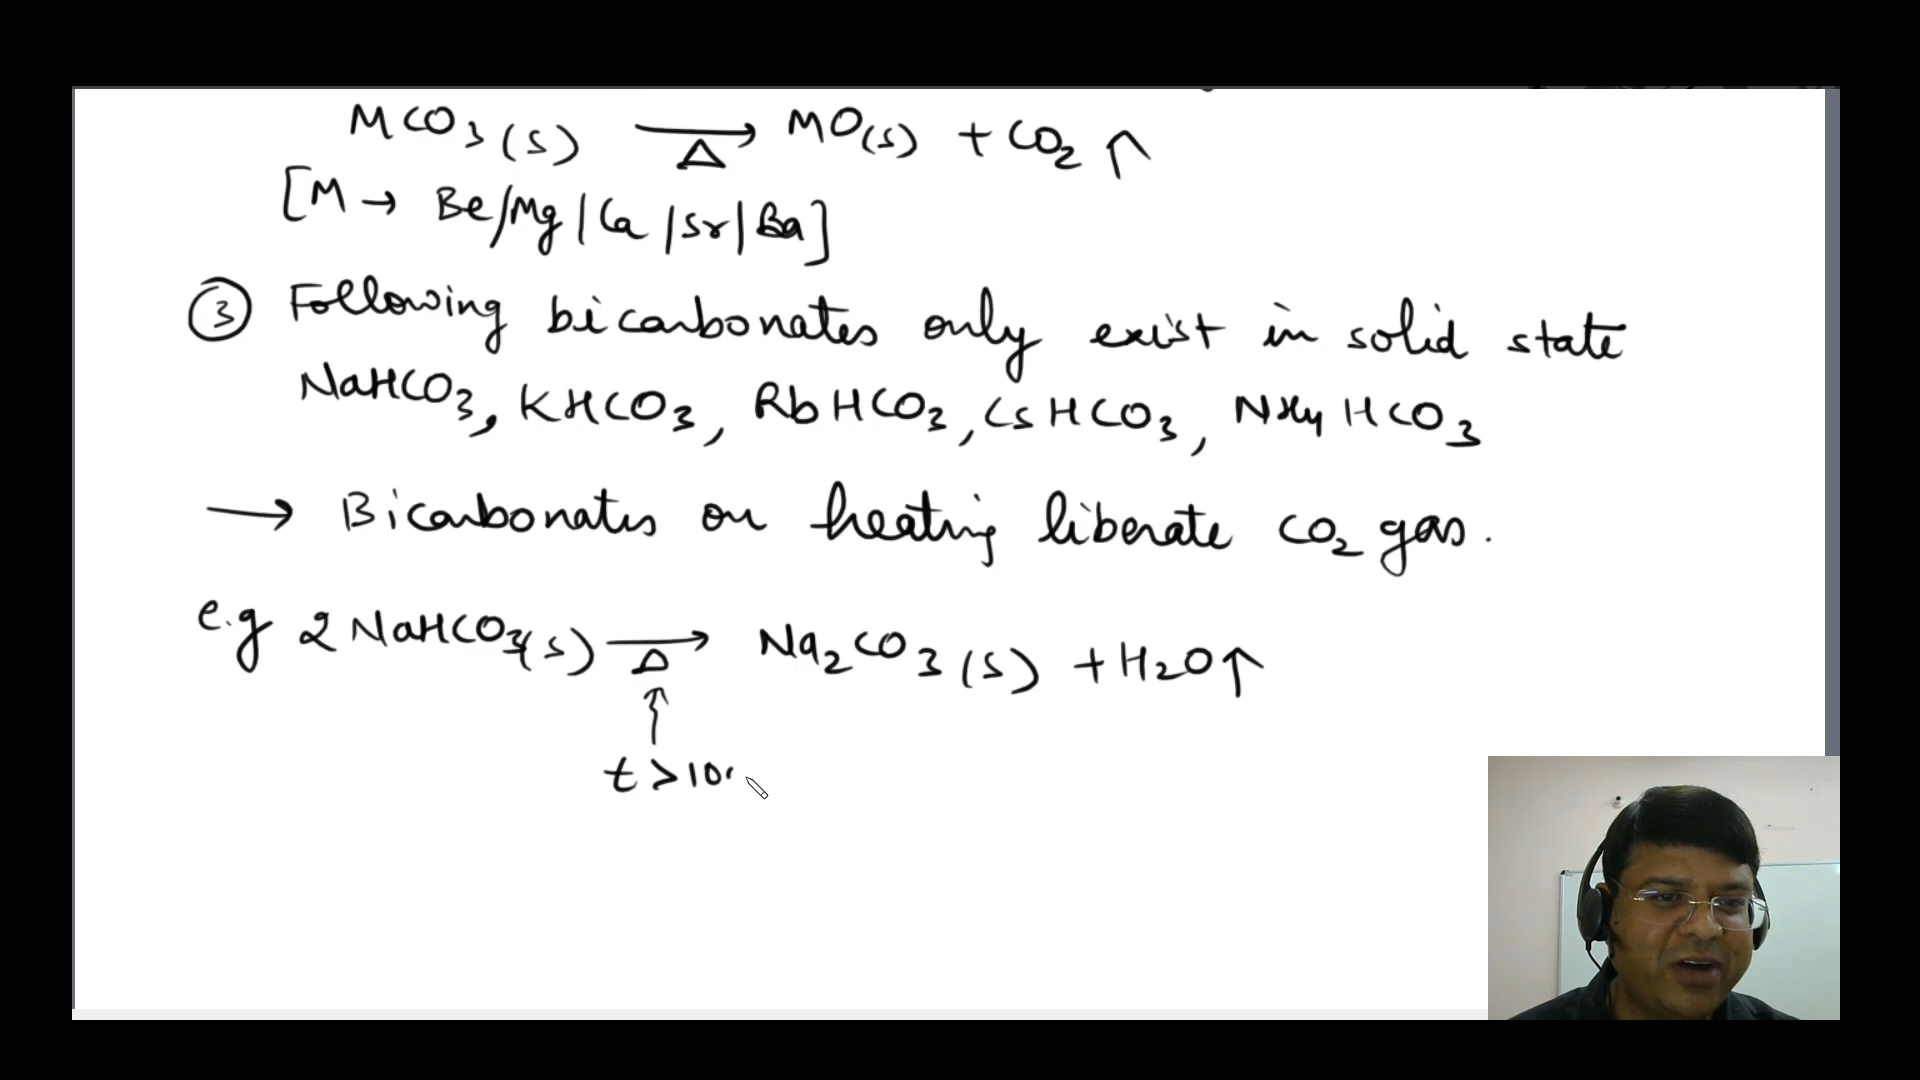 MCO3(s) →Δ MO(s) + CO2 ↑
[M → Be/Mg|Ca|Sr|Ba]
③ Following bicarbonates only exist in solid state
NaHCO3, KHCO3, RbHCO3, CsHCO3, NH4HCO3
→ Bicarbonates on heating liberate CO2 gas.
e.g 2NaHCO3(s) →Δ Na2CO3(s) + H2O↑
↑
t > 100